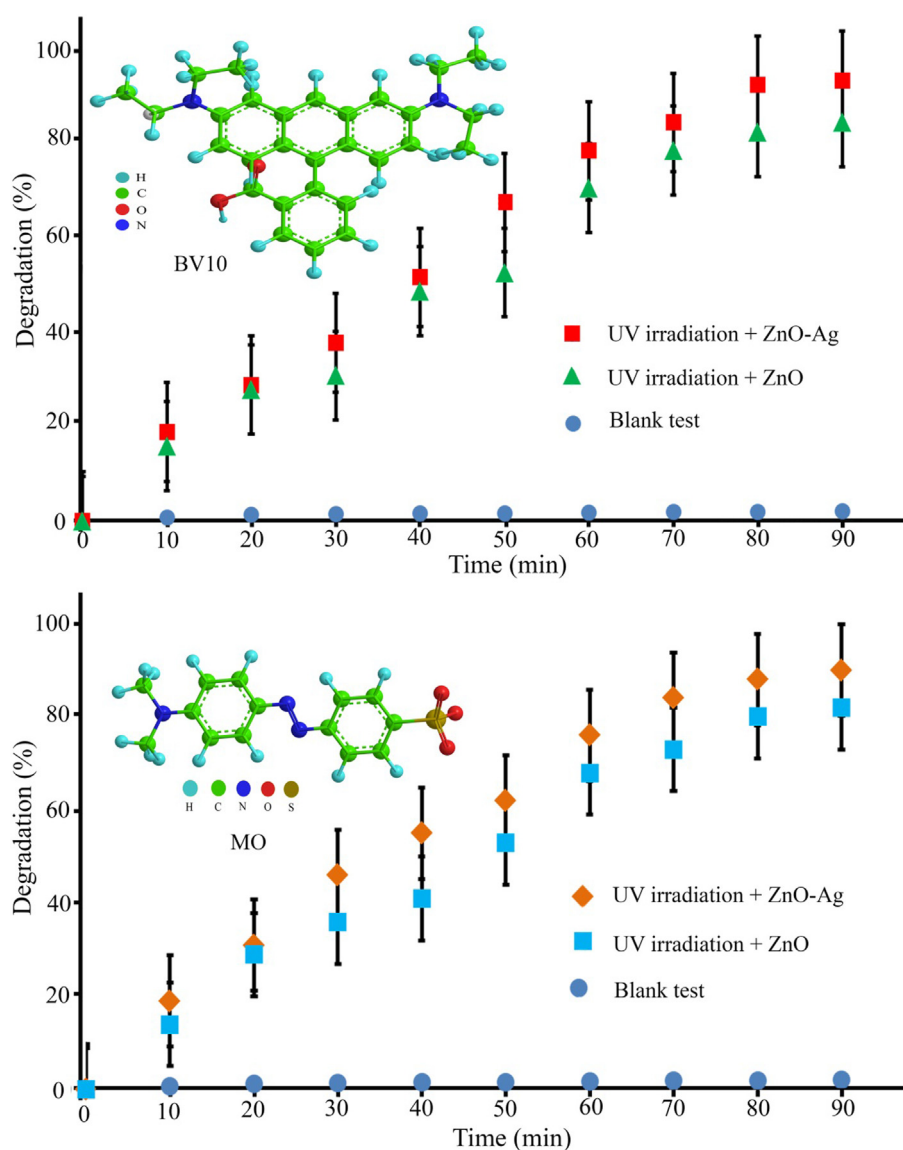 100
80
60
40
20
0
Degradation (%)
H
C
O
N
BV10
UV irradiation + ZnO-Ag
UV irradiation + ZnO
Blank test
0 10 20 30 40 50 60 70 80 90
Time (min)
100
80
60
40
20
0
Degradation (%)
H C N O S
MO
UV irradiation + ZnO-Ag
UV irradiation + ZnO
Blank test
0 10 20 30 40 50 60 70 80 90
Time (min)